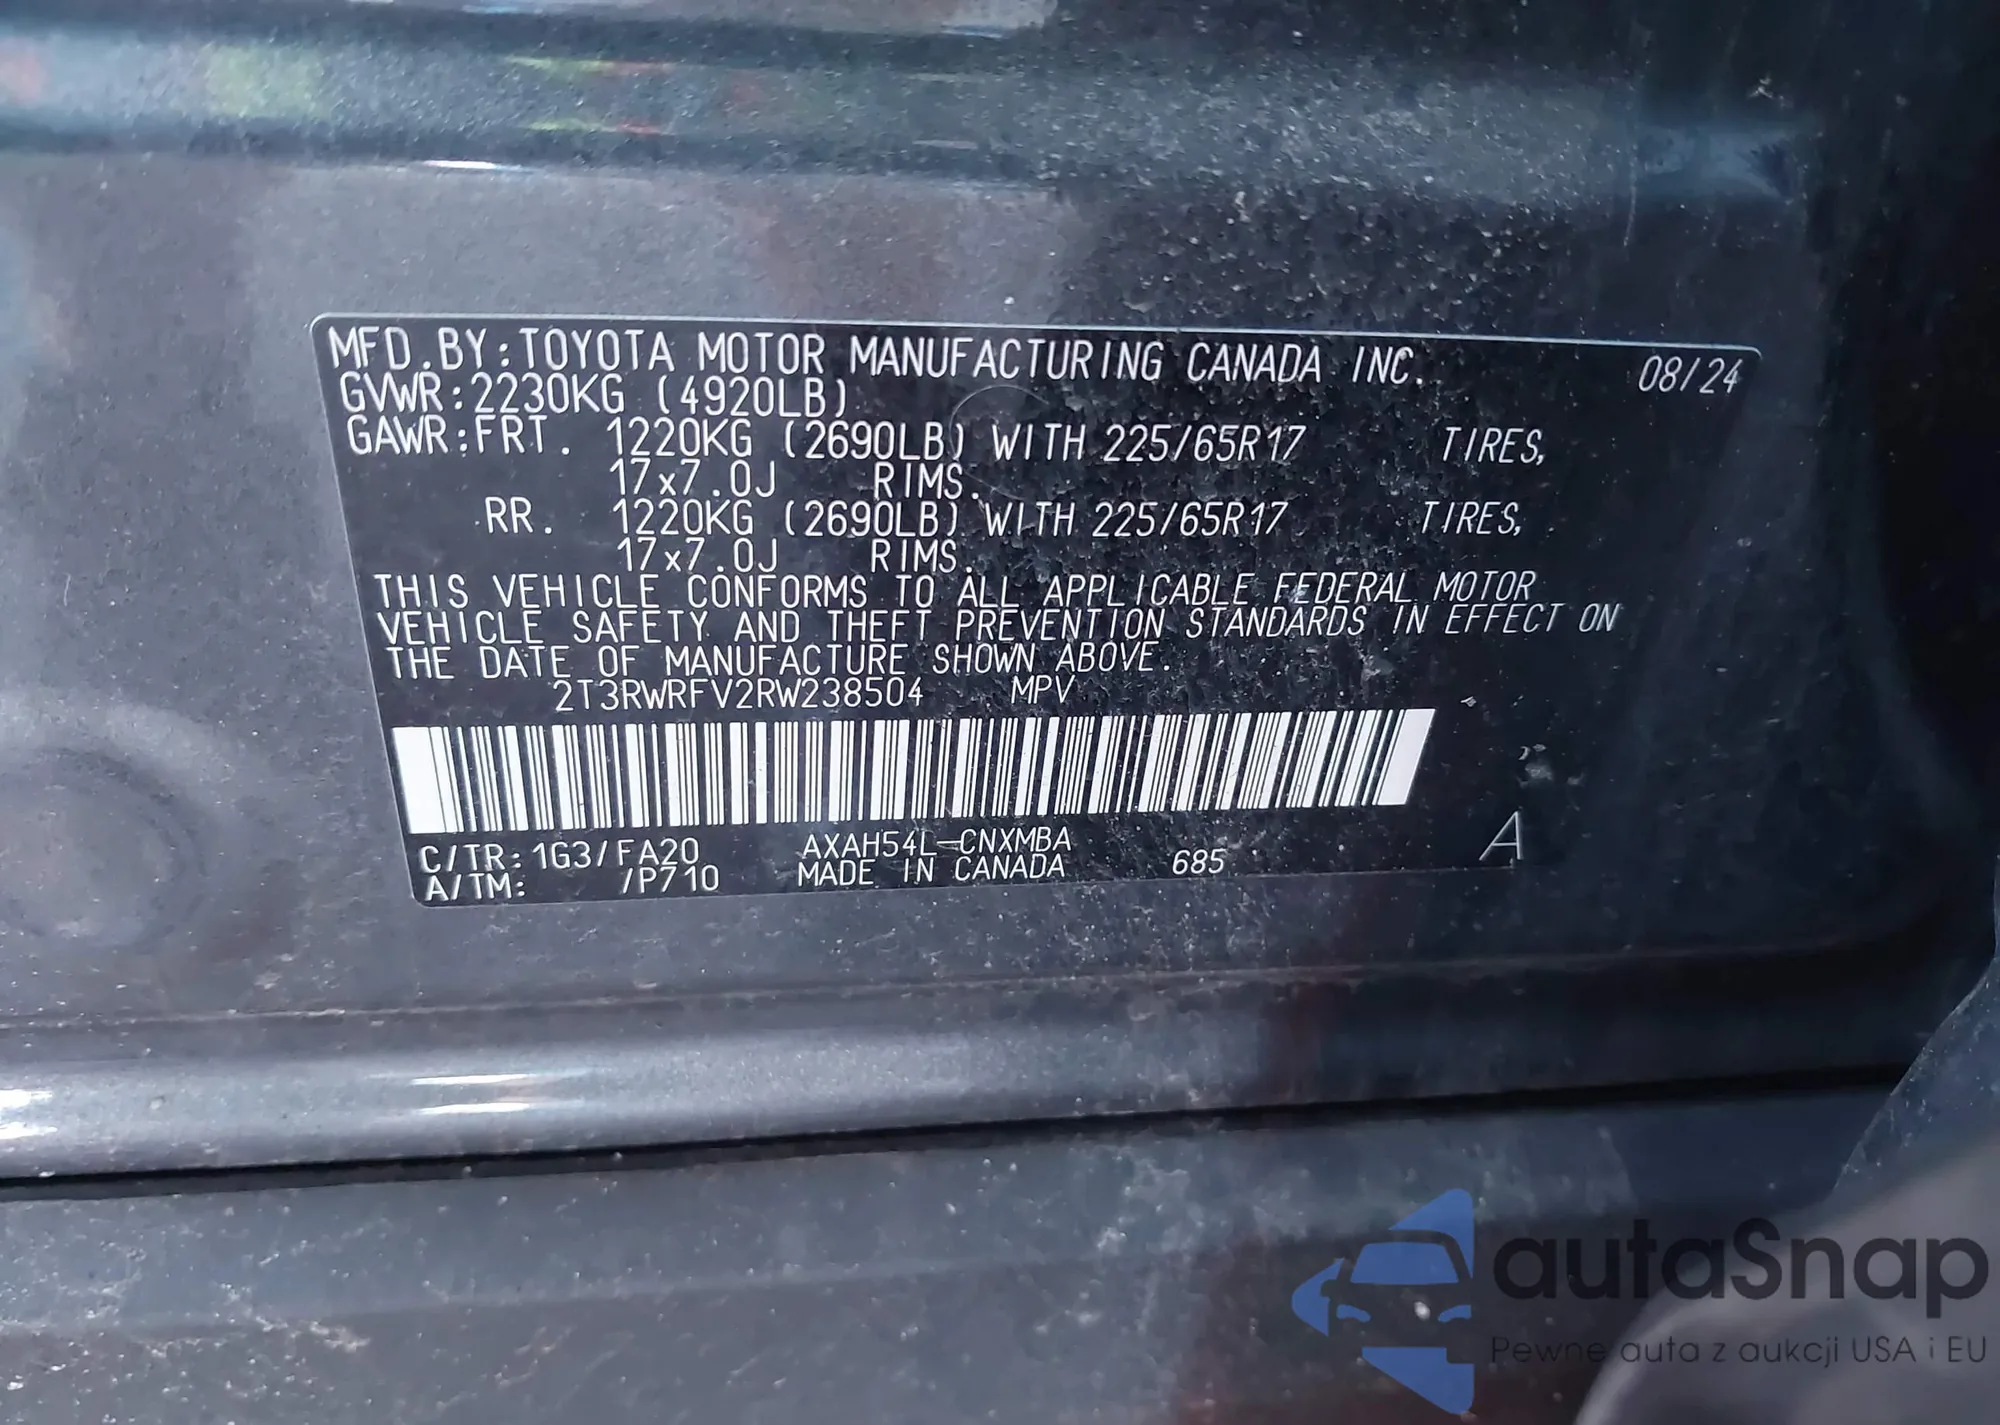 MFD.BY:TOYOTA MOTOR MANUFACTURING CANADA INC. 08/24
GVWR:2230KG (4920LB)
GAWR:FRT. 1220KG (2690LB) WITH 225/65R17 TIRES,
17x7.0J RIMS.
RR. 1220KG (2690LB) WITH 225/65R17 TIRES,
17x7.0J RIMS.
THIS VEHICLE CONFORMS TO ALL APPLICABLE FEDERAL MOTOR
VEHICLE SAFETY AND THEFT PREVENTION STANDARDS IN EFFECT ON
THE DATE OF MANUFACTURE SHOWN ABOVE.
2T3RWRFV2RW238504 MPV
C/TR:1G3/FA20 AXAH54L-CNXMBA
A/TM: /P710 MADE IN CANADA 685 A
autaSnap
Pewne auta z aukcji USA i EU